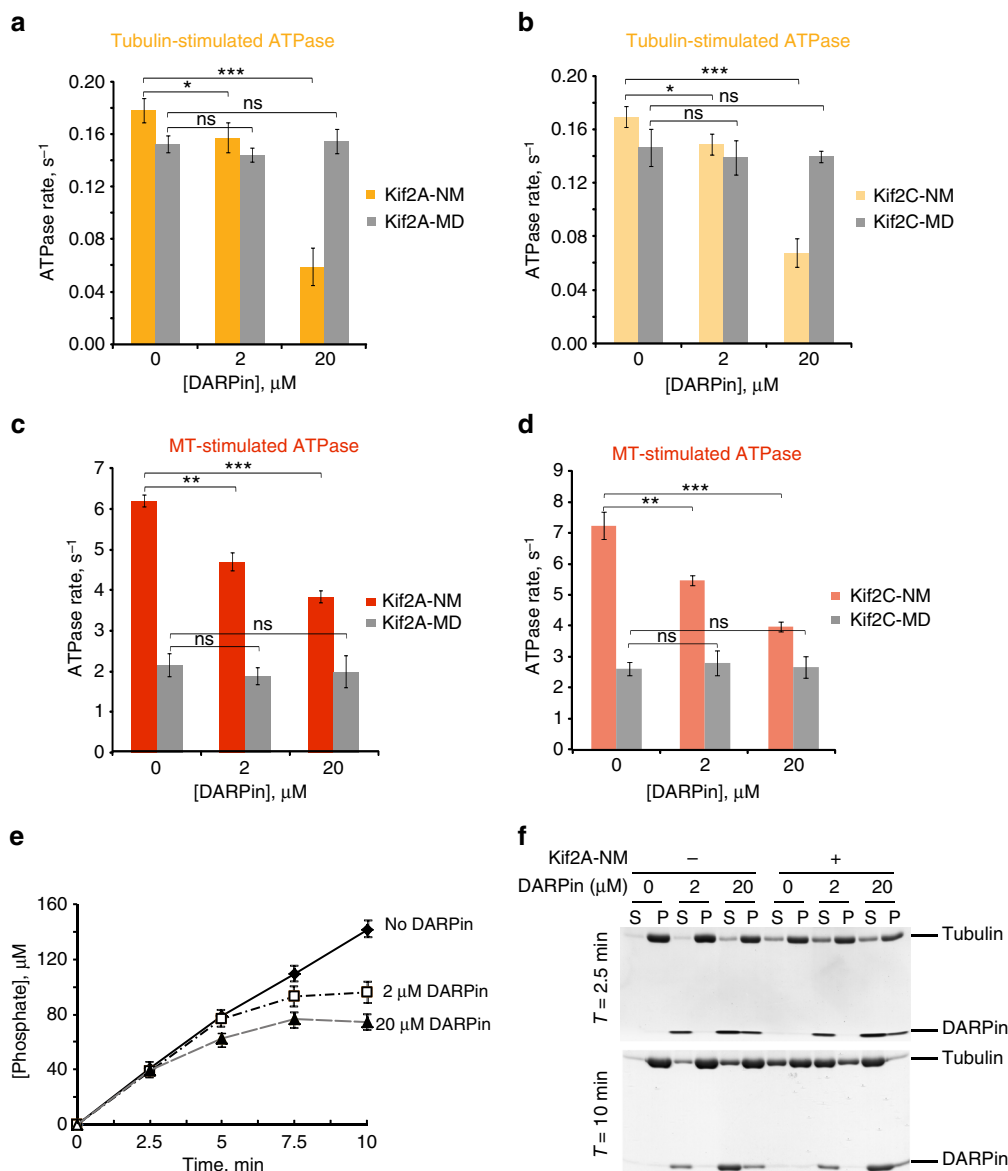 a
Tubulin-stimulated ATPase
***
*
ns
ns
0.20
0.16
0.12
0.08
0.04
0.00
ATPase rate, s⁻¹
0 2 20
[DARPin], μM
Kif2A-NM
Kif2A-MD
b
Tubulin-stimulated ATPase
***
*
ns
ns
0.20
0.16
0.12
0.08
0.04
0.00
ATPase rate, s⁻¹
0 2 20
[DARPin], μM
Kif2C-NM
Kif2C-MD
c
MT-stimulated ATPase
***
**
ns
ns
7
6
5
4
3
2
1
0
ATPase rate, s⁻¹
0 2 20
[DARPin], μM
Kif2A-NM
Kif2A-MD
d
MT-stimulated ATPase
***
**
ns
ns
9
8
7
6
5
4
3
2
1
0
ATPase rate, s⁻¹
0 2 20
[DARPin], μM
Kif2C-NM
Kif2C-MD
e
160
120
80
40
0
[Phosphate], μM
No DARPin
2 μM DARPin
20 μM DARPin
0 2.5 5 7.5 10
Time, min
f
Kif2A-NM – +
DARPin (μM) 0 2 20 0 2 20
S P S P S P S P S P S P
T = 2.5 min
Tubulin
DARPin
T = 10 min
Tubulin
DARPin